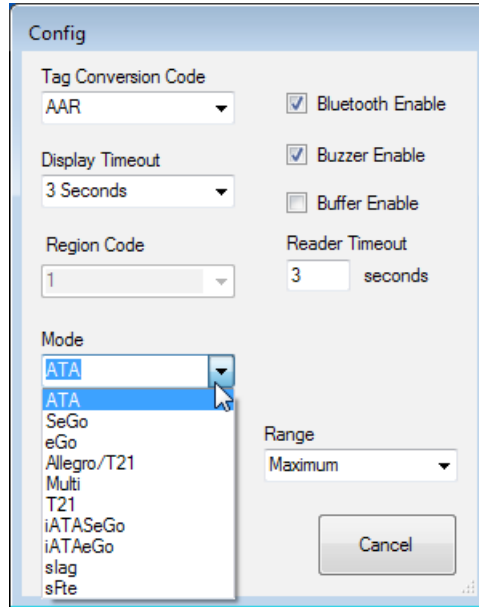 Config
Tag Conversion Code
AAR
Bluetooth Enable
Display Timeout
Buzzer Enable
3 Seconds
Buffer Enable
Region Code
Reader Timeout
1
3 seconds
Mode
ATA
ATA
SeGo
eGo
Allegro/T21
Multi
T21
iATASeGo
iATAeGo
slag
sFte
Range
Maximum
Cancel